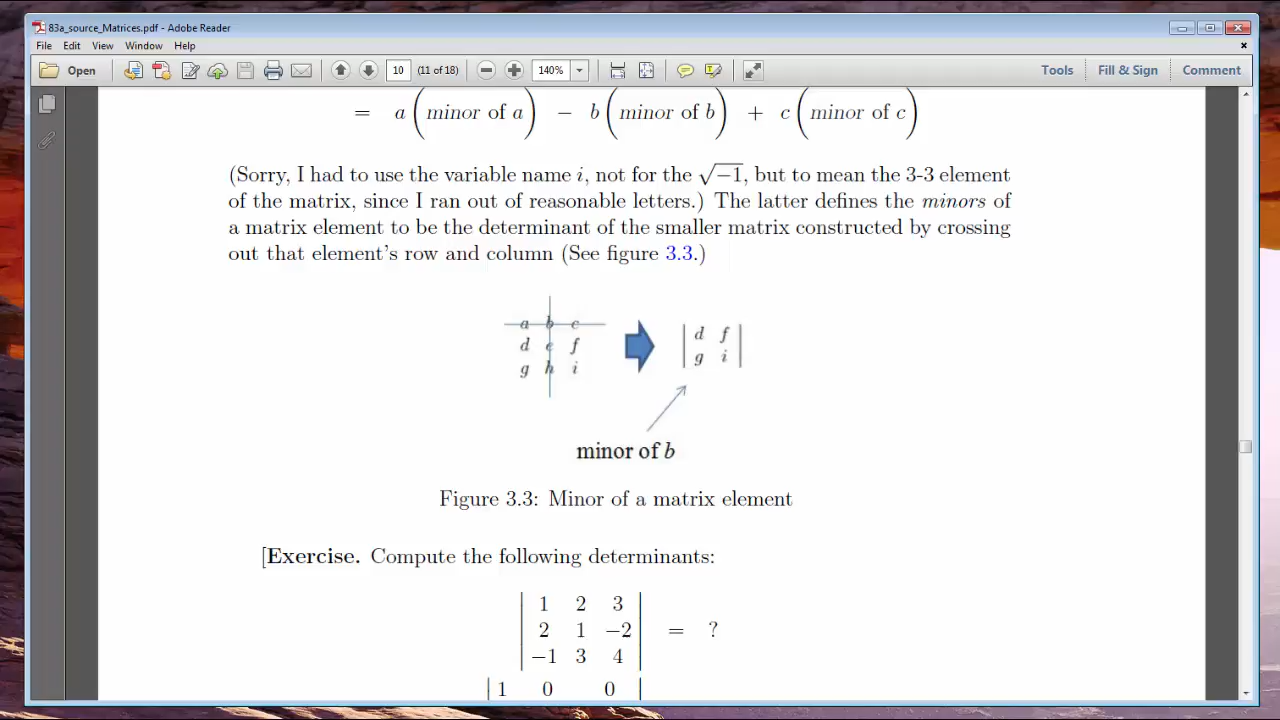 83a_source_Matrices.pdf - Adobe Reader
File Edit View Window Help
Open 10 (11 of 18) 140% Tools Fill & Sign Comment
= a (minor of a) − b (minor of b) + c (minor of c)
(Sorry, I had to use the variable name i, not for the √−1, but to mean the 3-3 element
of the matrix, since I ran out of reasonable letters.) The latter defines the minors of
a matrix element to be the determinant of the smaller matrix constructed by crossing
out that element's row and column (See figure 3.3.)
a b c
d e f
g h i
| d f |
| g i |
minor of b
Figure 3.3: Minor of a matrix element
[Exercise. Compute the following determinants:
| 1 2 3 |
| 2 1 −2 | = ?
| −1 3 4 |
| 1 0 0 |